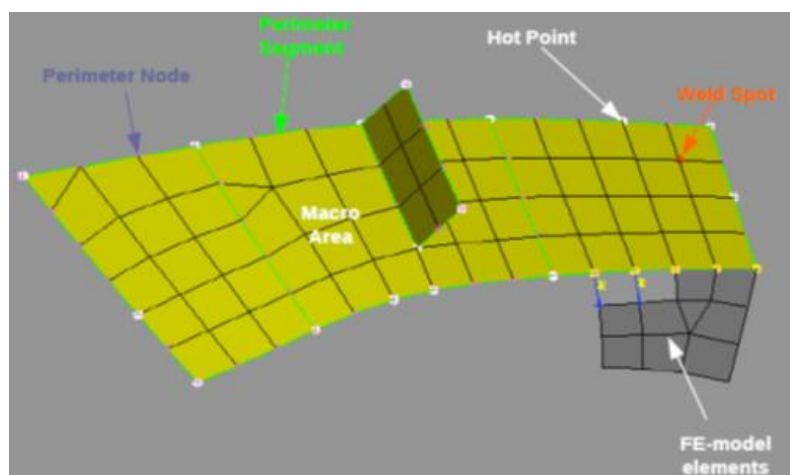 Perimeter
Segment
Hot Point
Perimeter Node
Weld Spot
Macro
Area
FE-model
elements